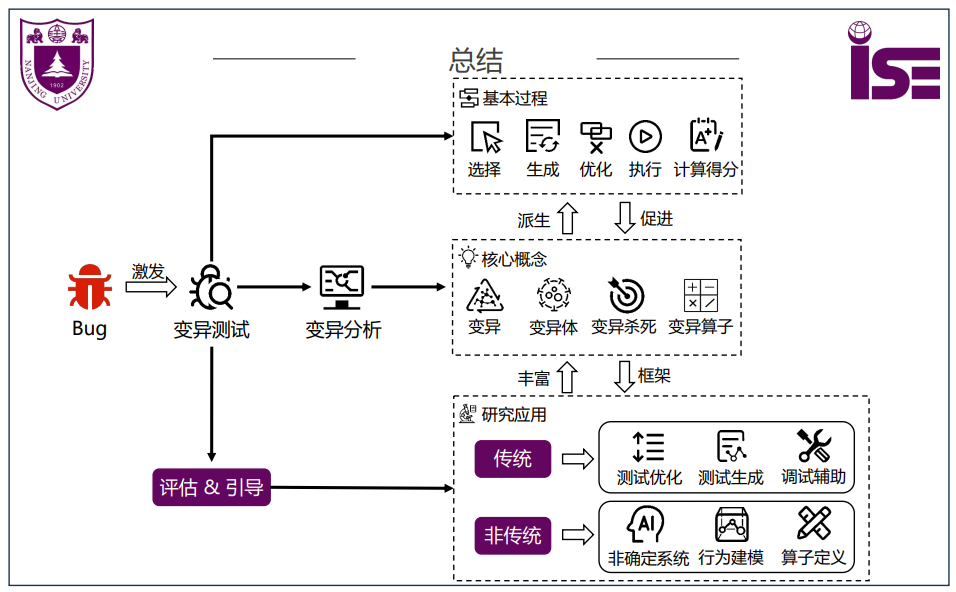 总结
NANJING UNIVERSITY
1902
iSE
基本过程
选择 生成 优化 执行 计算得分
A+
派生 促进
核心概念
变异 变异体 变异杀死 变异算子
激发
Bug 变异测试 变异分析
丰富 框架
研究应用
传统
测试优化 测试生成 调试辅助
评估 & 引导
非传统
AI
非确定系统 行为建模 算子定义